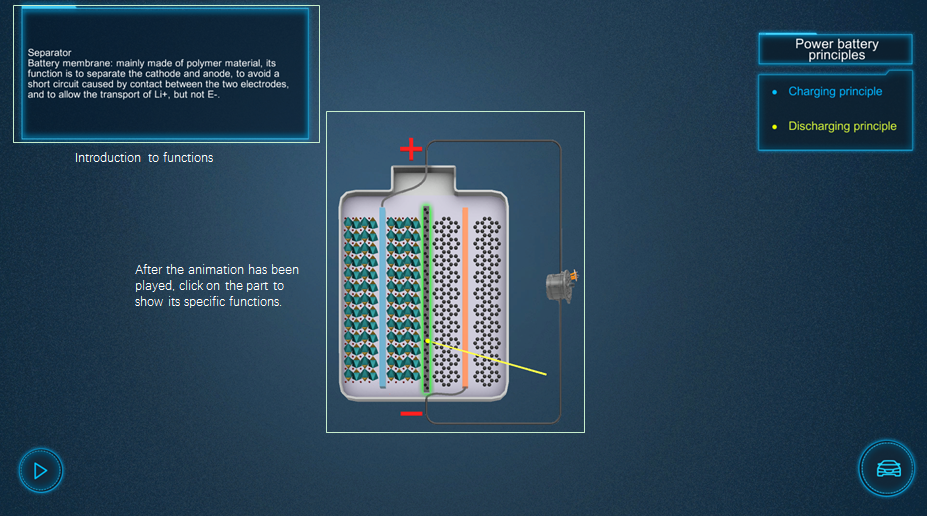 Separator
Battery membrane: mainly made of polymer material, its
function is to separate the cathode and anode, to avoid a
short circuit caused by contact between the two electrodes,
and to allow the transport of Li+, but not E-.
Introduction to functions
After the animation has been
played, click on the part to
show its specific functions.
+
−
Power battery
principles
Charging principle
Discharging principle